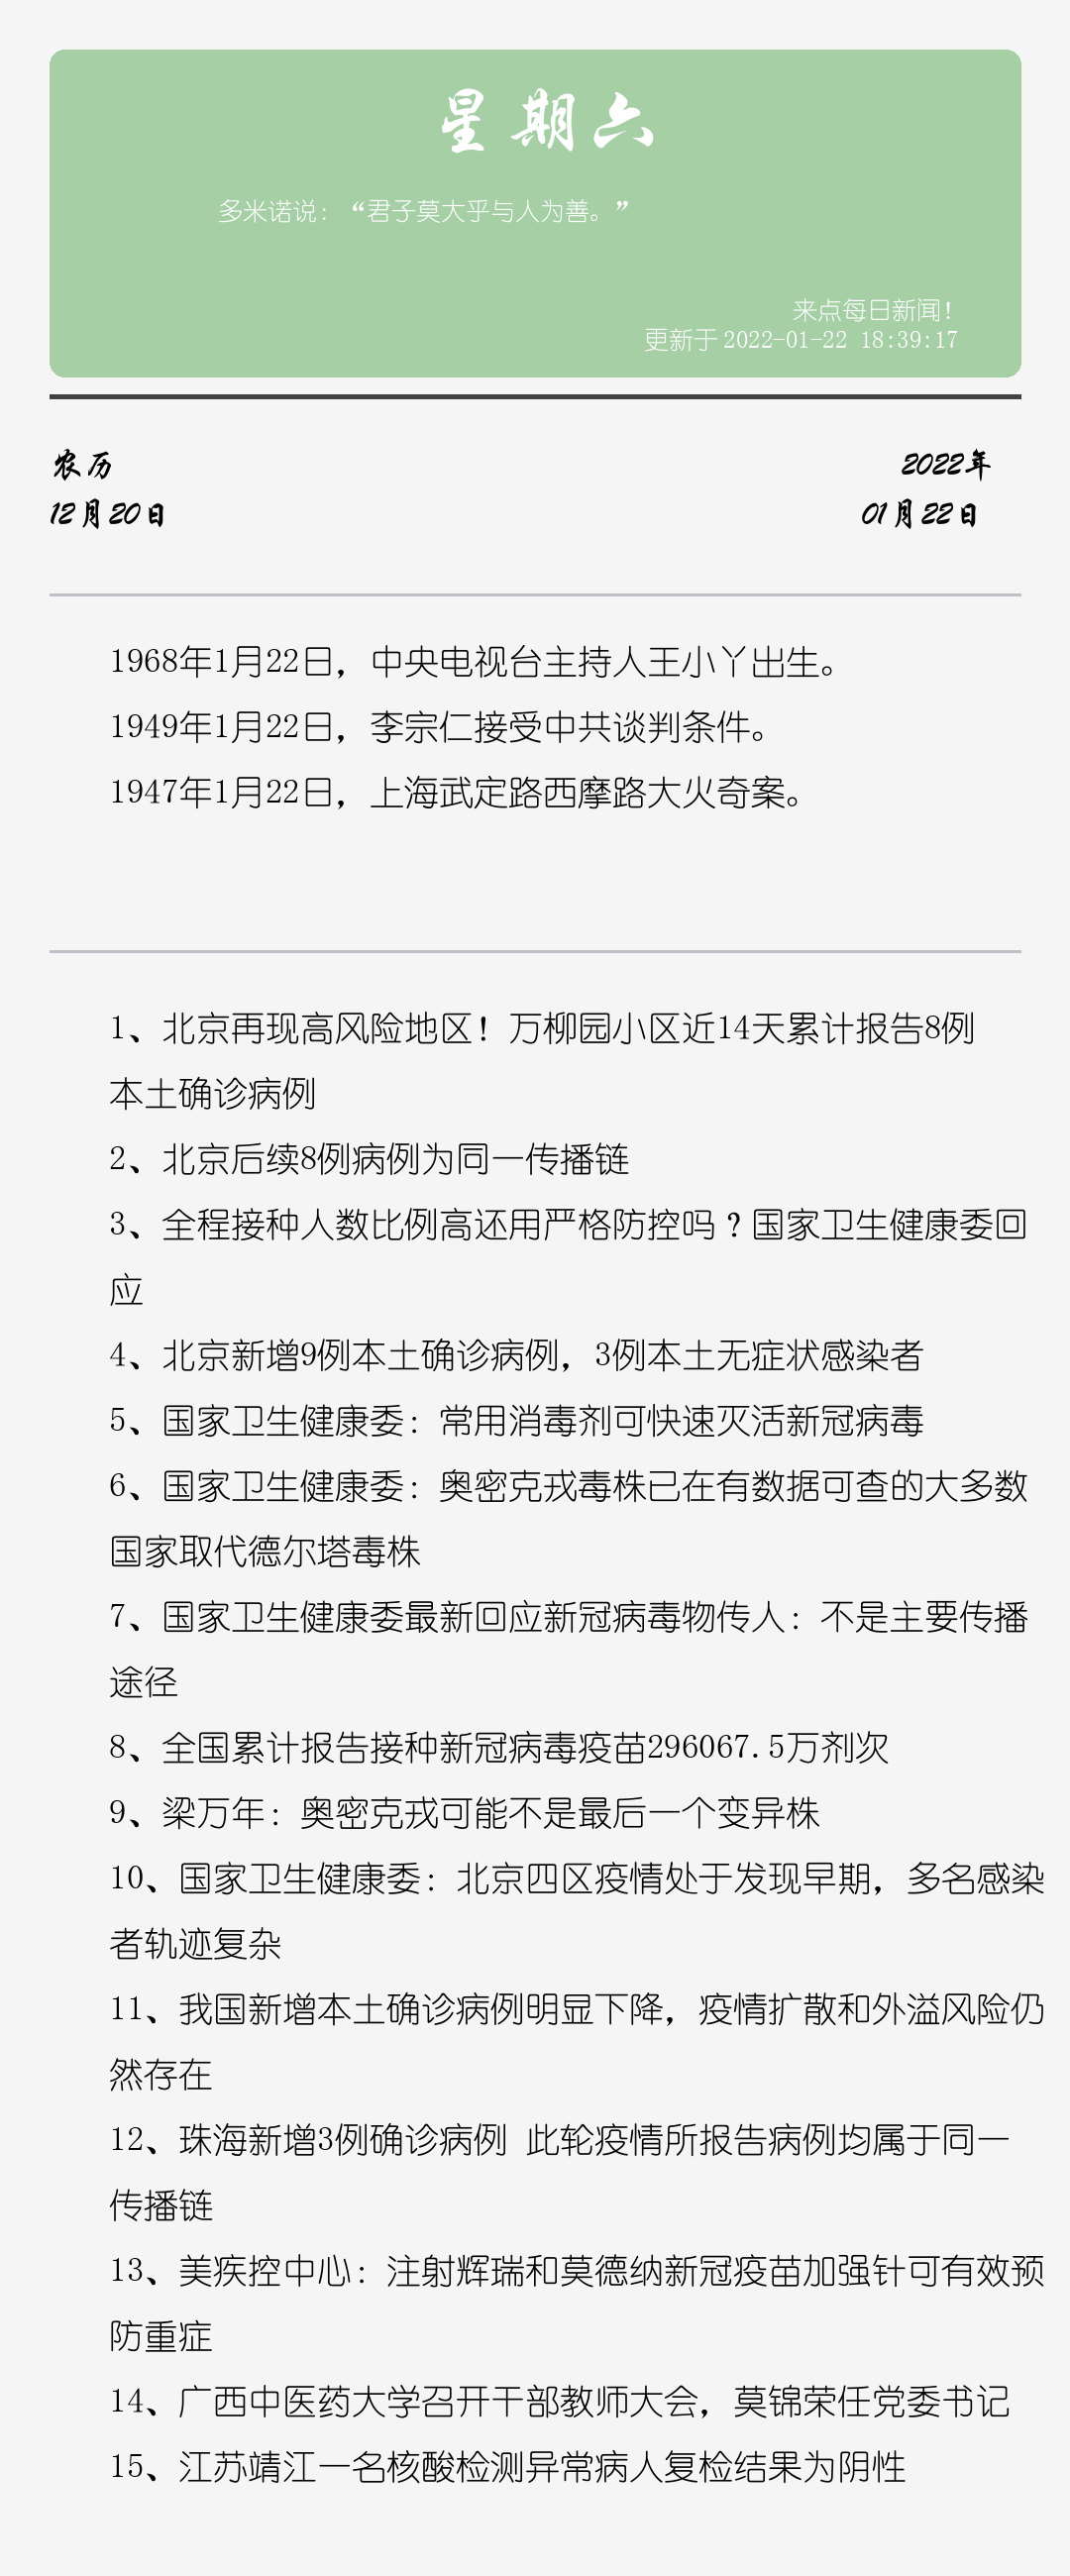 星期六
多米诺说：“君子莫大乎与人为善。”
来点每日新闻！
更新于 2022-01-22 18:39:17
农历
2022年
12月20日
01月22日
1968年1月22日，中央电视台主持人王小丫出生。
1949年1月22日，李宗仁接受中共谈判条件。
1947年1月22日，上海武定路西摩路大火奇案。
1、北京再现高风险地区！万柳园小区近14天累计报告8例
本土确诊病例
2、北京后续8例病例为同一传播链
3、全程接种人数比例高还用严格防控吗？国家卫生健康委回
应
4、北京新增9例本土确诊病例，3例本土无症状感染者
5、国家卫生健康委：常用消毒剂可快速灭活新冠病毒
6、国家卫生健康委：奥密克戎毒株已在有数据可查的大多数
国家取代德尔塔毒株
7、国家卫生健康委最新回应新冠病毒物传人：不是主要传播
途径
8、全国累计报告接种新冠病毒疫苗296067.5万剂次
9、梁万年：奥密克戎可能不是最后一个变异株
10、国家卫生健康委：北京四区疫情处于发现早期，多名感染
者轨迹复杂
11、我国新增本土确诊病例明显下降，疫情扩散和外溢风险仍
然存在
12、珠海新增3例确诊病例 此轮疫情所报告病例均属于同一
传播链
13、美疾控中心：注射辉瑞和莫德纳新冠疫苗加强针可有效预
防重症
14、广西中医药大学召开干部教师大会，莫锦荣任党委书记
15、江苏靖江一名核酸检测异常病人复检结果为阴性